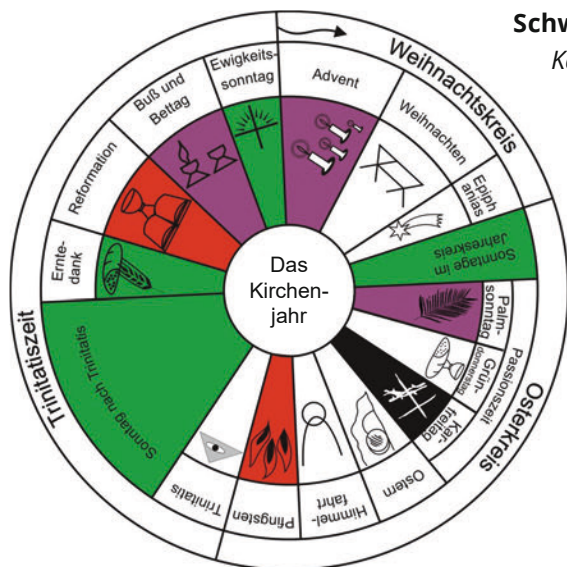 Schw
Ka
Weihnachtskreis
Advent
Weihnachten
Epiph
anias
Sonntage im
Jahreskreis
Osterkreis
Passionszeit
Palm-
sonntag
Grün-
donnerstag
Kar-
freitag
Ostern
Himmel-
fahrt
Pfingsten
Trinitatis
Trinitatiszeit
Sonntag nach Trinitatis
Ernte-
dank
Reformation
Buß und
Bettag
Ewigkeits-
sonntag
Das
Kirchen-
jahr